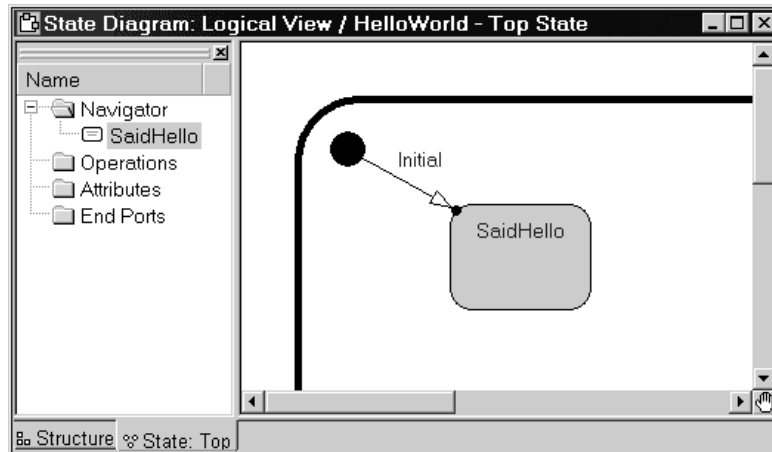 State Diagram: Logical View / HelloWorld - Top State
Name
Navigator
SaidHello
Operations
Attributes
End Ports
Initial
SaidHello
Structure
State: Top